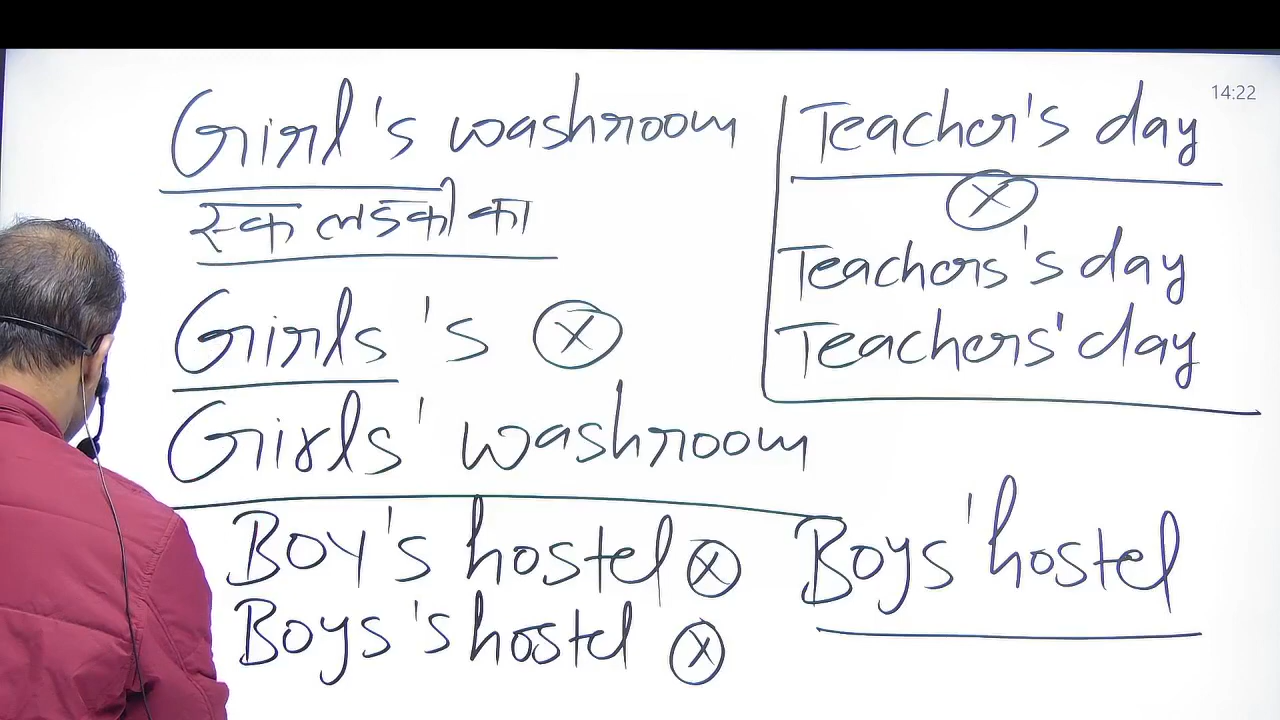 Girl's washroom
एक लडकी का
Girls 's ⓧ
Girls' washroom
Boy's hostel ⓧ
Boys's hostel ⓧ
Boys' hostel
14:22
Teacher's day
ⓧ
Teachers's day
Teachers' day